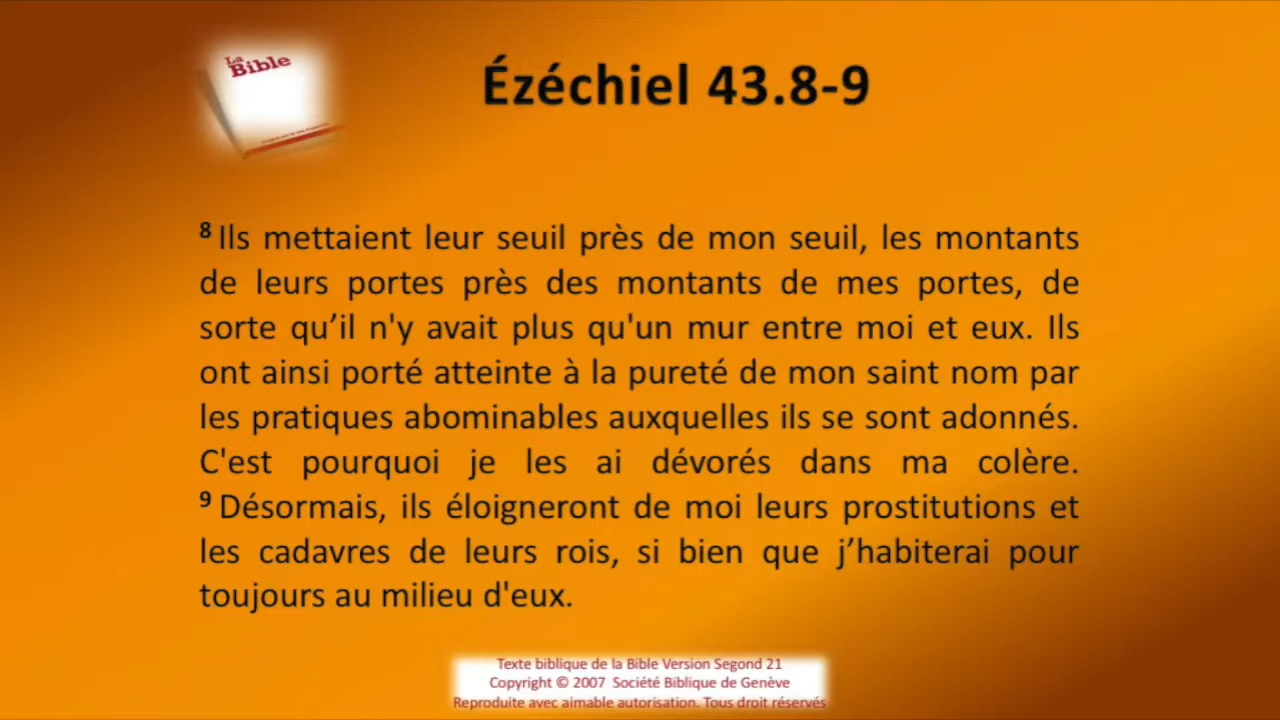 La
Bible
Ézéchiel 43.8-9
8 Ils mettaient leur seuil près de mon seuil, les montants
de leurs portes près des montants de mes portes, de
sorte qu’il n'y avait plus qu'un mur entre moi et eux. Ils
ont ainsi porté atteinte à la pureté de mon saint nom par
les pratiques abominables auxquelles ils se sont adonnés.
C'est pourquoi je les ai dévorés dans ma colère.
9 Désormais, ils éloigneront de moi leurs prostitutions et
les cadavres de leurs rois, si bien que j’habiterai pour
toujours au milieu d'eux.
Texte biblique de la Bible Version Segond 21
Copyright © 2007 Société Biblique de Genève
Reproduite avec aimable autorisation. Tous droit réservés